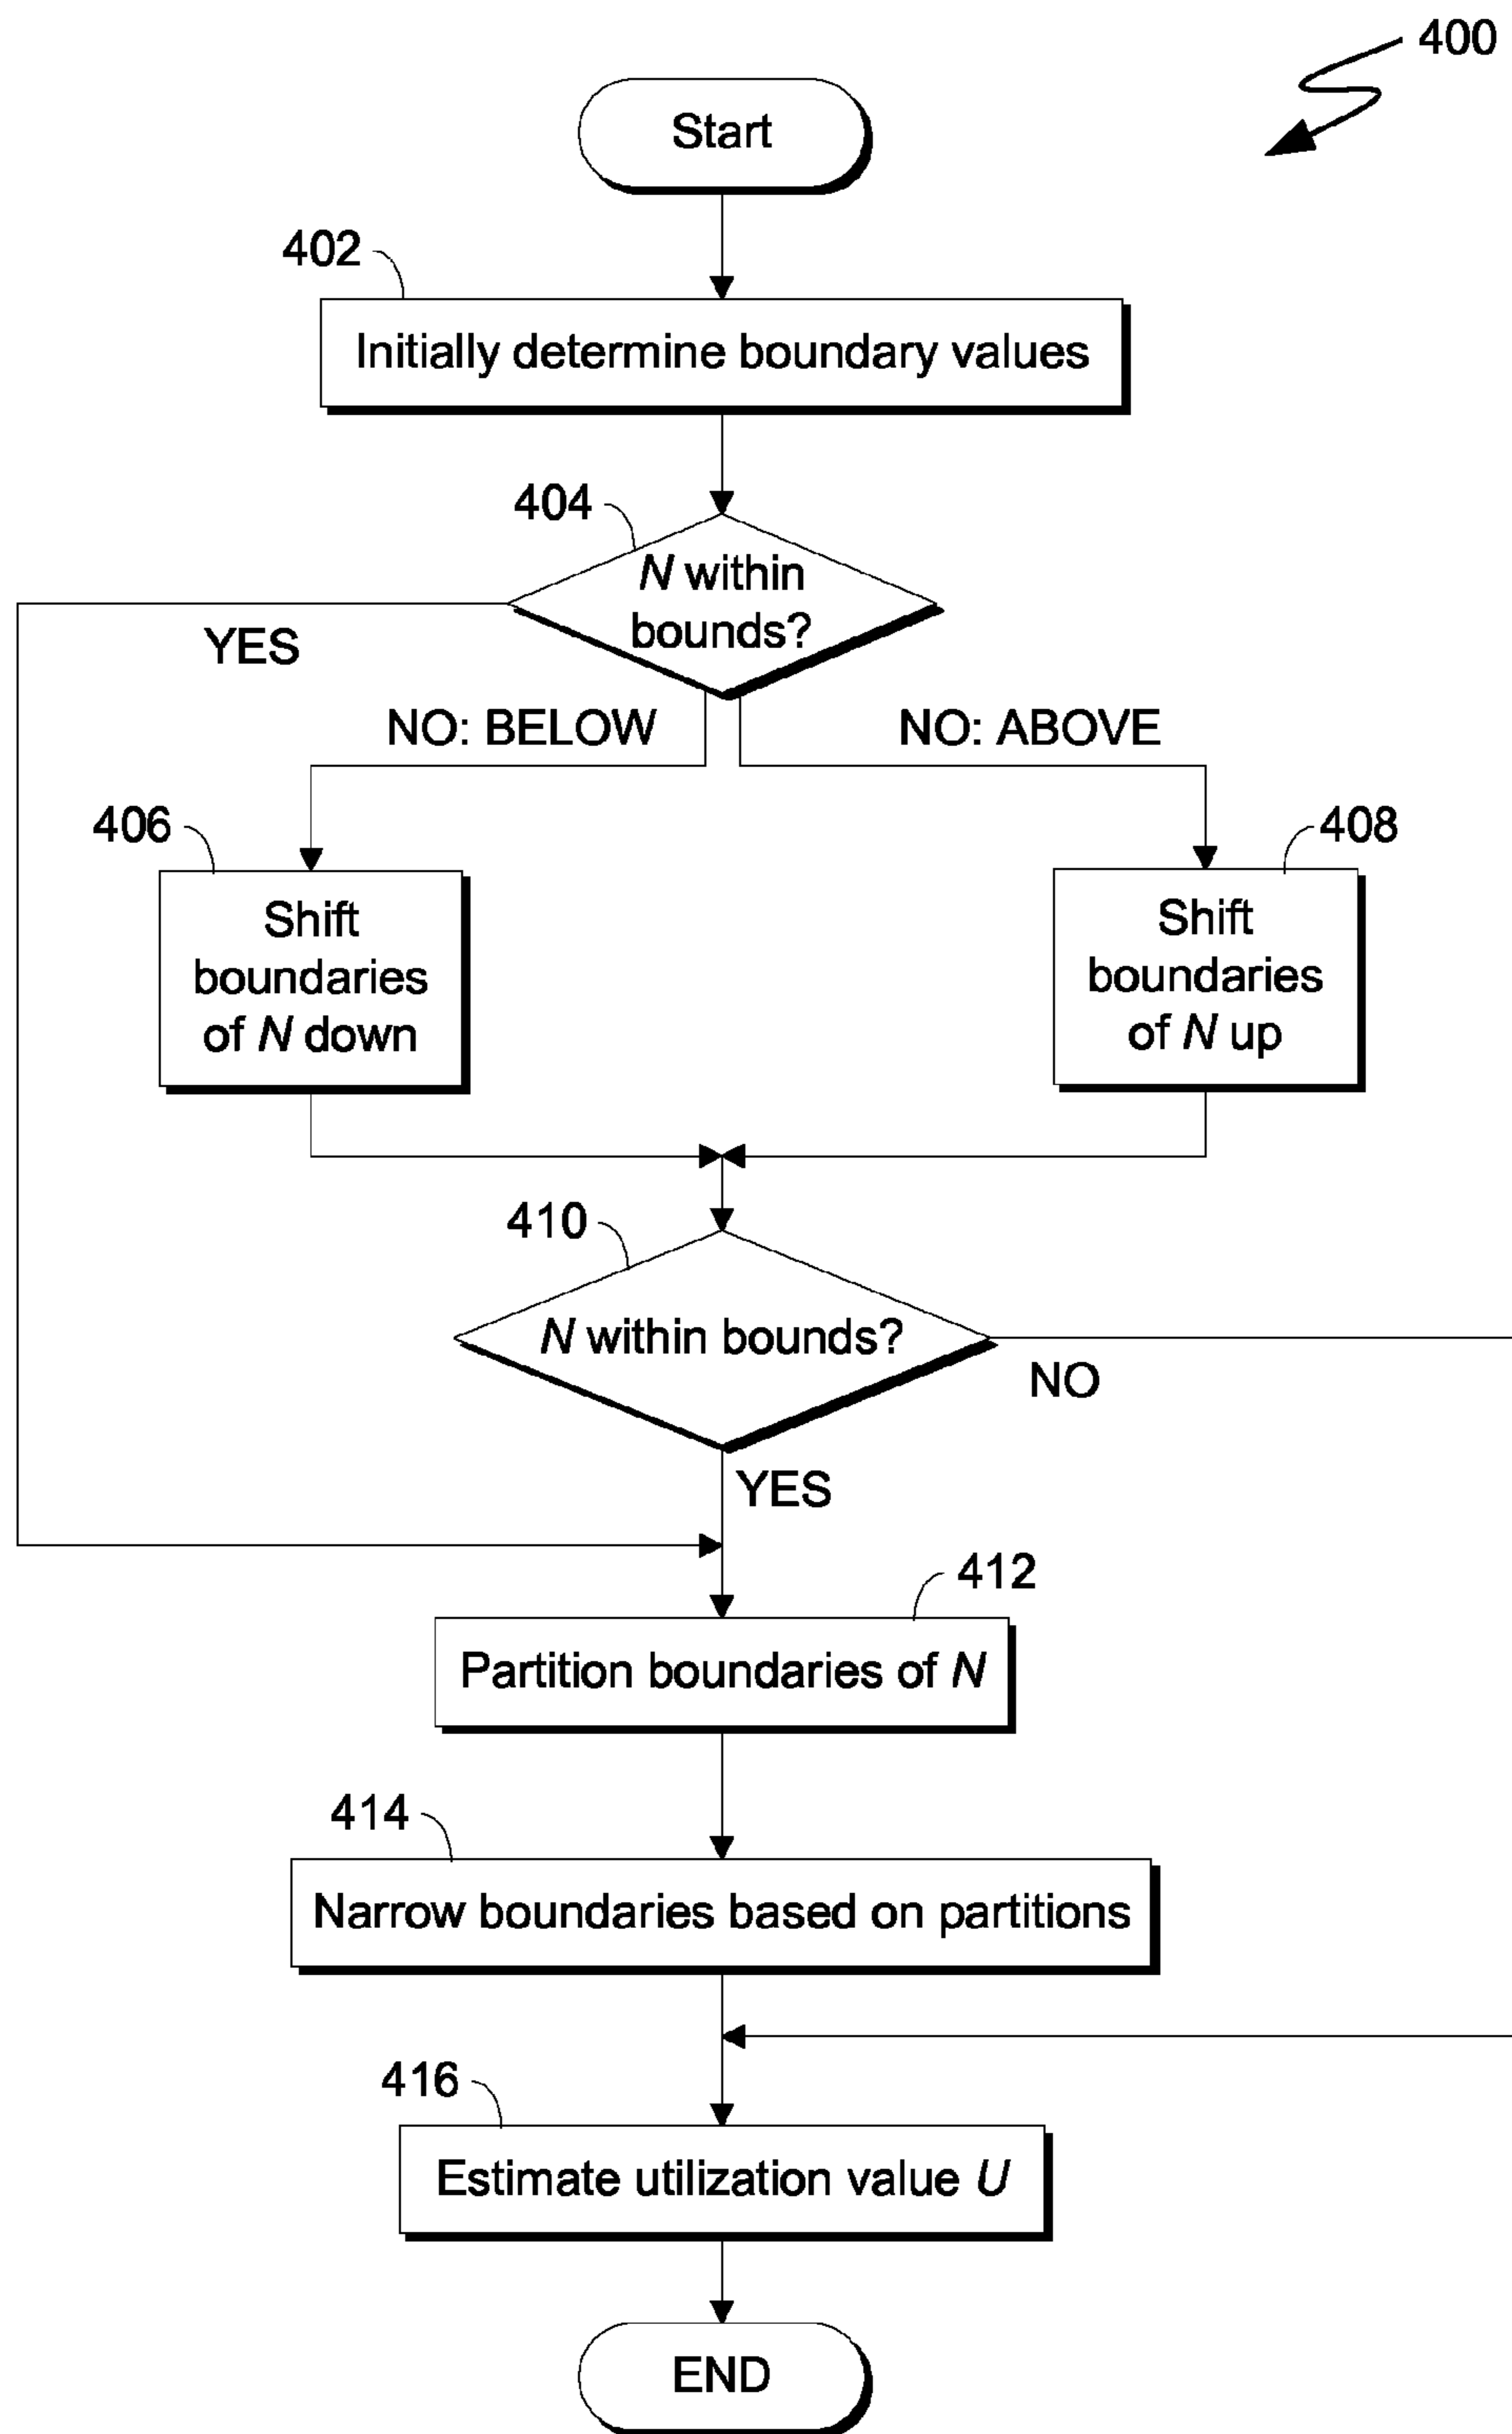 400
Start
402
Initially determine boundary values
404
N within
bounds?
YES
NO: BELOW
NO: ABOVE
406
408
Shift
boundaries
of N down
Shift
boundaries
of N up
410
N within bounds?
NO
YES
412
Partition boundaries of N
414
Narrow boundaries based on partitions
416
Estimate utilization value U
END